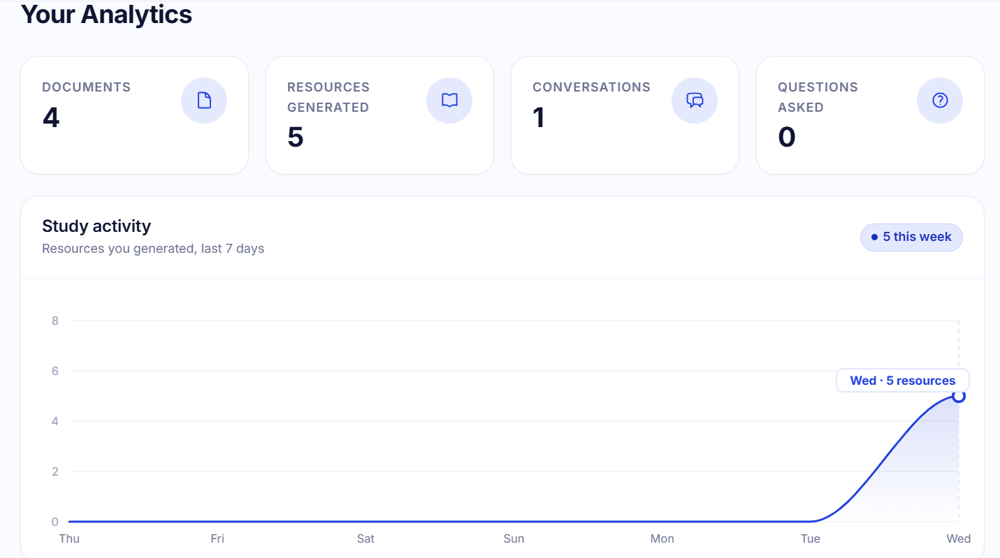 Your Analytics
DOCUMENTS
4
RESOURCES
GENERATED
5
CONVERSATIONS
1
QUESTIONS
ASKED
0
Study activity
Resources you generated, last 7 days
5 this week
8
6
Wed · 5 resources
4
2
0
Thu Fri Sat Sun Mon Tue Wed